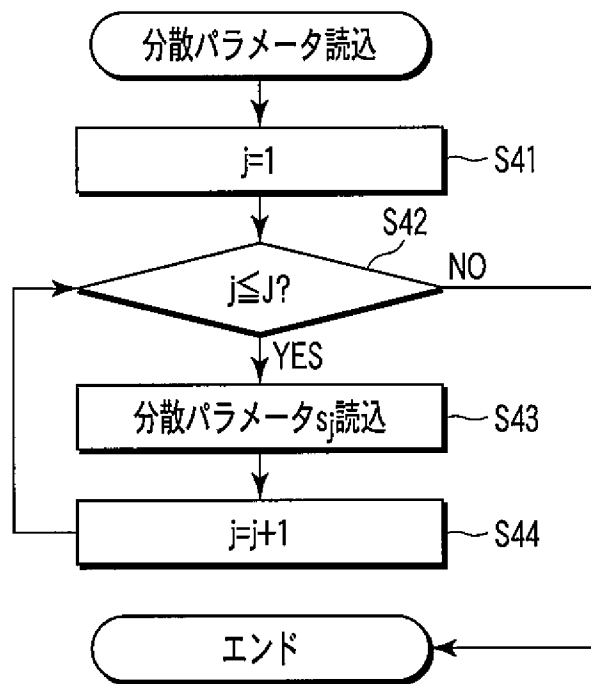 分散パラメータ読込
j=1
S41
S42
j≦J?
NO
YES
分散パラメータsj読込
S43
j=j+1
S44
エンド